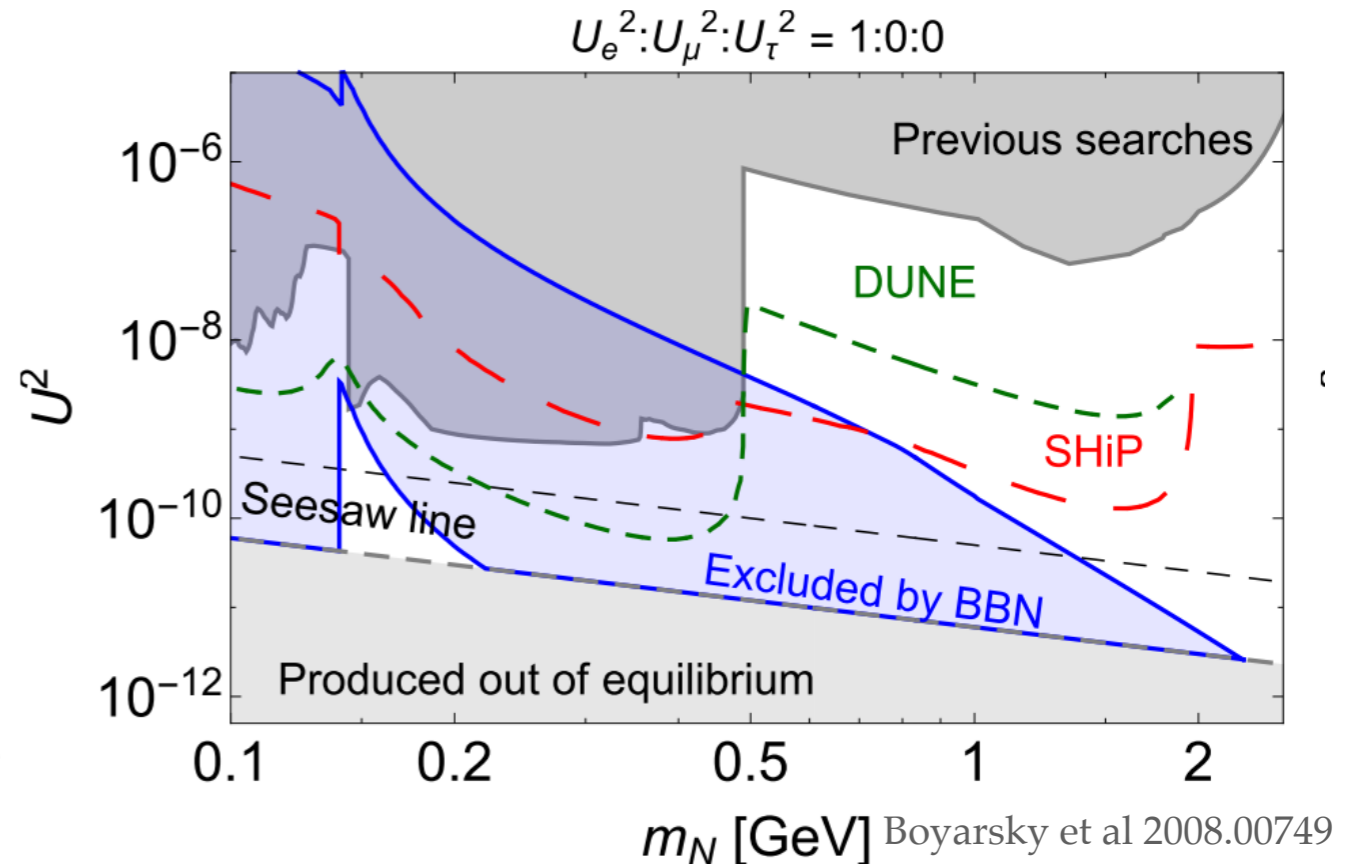 U_e^2:U_μ^2:U_τ^2 = 1:0:0
Previous searches
10^−6
DUNE
10^−8
U^2
SHiP
Seesaw line
10^−10
Excluded by BBN
Produced out of equilibrium
10^−12
0.1 0.2 0.5 1 2
m_N [GeV] Boyarsky et al 2008.00749